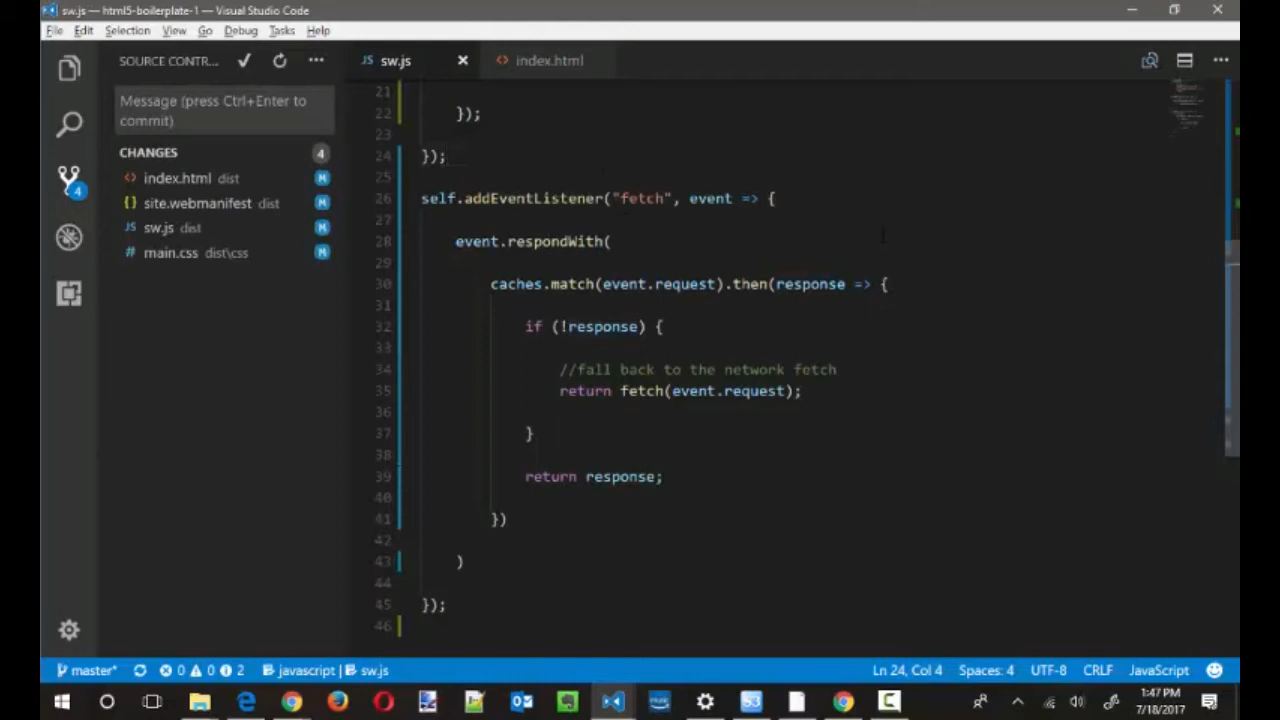 sw.js — html5-boilerplate-1 — Visual Studio Code
File Edit Selection View Go Debug Tasks Help
SOURCE CONTR...
JS sw.js
<> index.html
Message (press Ctrl+Enter to
commit)
CHANGES 4
<> index.html dist M
{} site.webmanifest dist M
JS sw.js dist M
# main.css dist\css M
4
21
22 });
23
24 });
25
26 self.addEventListener("fetch", event => {
27
28 event.respondWith(
29
30 caches.match(event.request).then(response => {
31
32 if (!response) {
33
34 //fall back to the network fetch
35 return fetch(event.request);
36
37 }
38
39 return response;
40
41 })
42
43 )
44
45 });
46
master* 0 0 2 javascript | sw.js Ln 24, Col 4 Spaces: 4 UTF-8 CRLF JavaScript
1:47 PM
7/18/2017